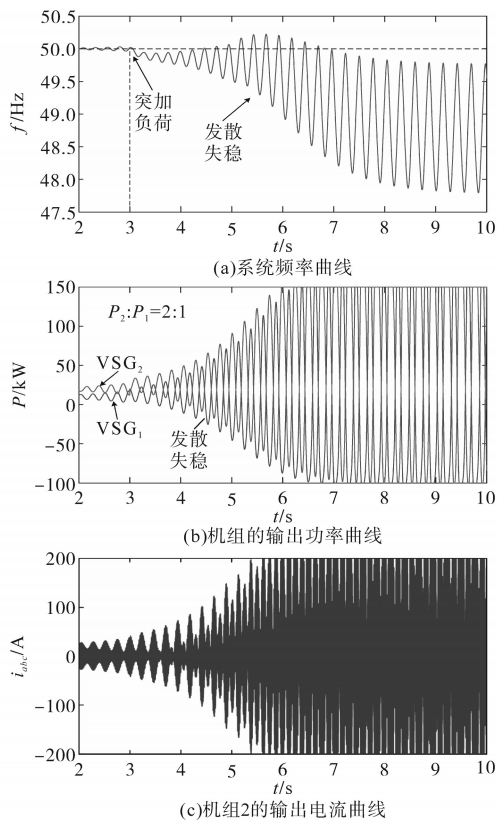 50.5
50.0
49.5
49.0
48.5
48.0
47.5
f/Hz
突加
负荷
发散
失稳
2 3 4 5 6 7 8 9 10
t/s
(a)系统频率曲线
150
100
50
0
−50
−100
P/kW
P2:P1=2:1
VSG2
VSG1
发散
失稳
2 3 4 5 6 7 8 9 10
t/s
(b)机组的输出功率曲线
200
100
0
−100
−200
iabc/A
2 3 4 5 6 7 8 9 10
t/s
(c)机组2的输出电流曲线